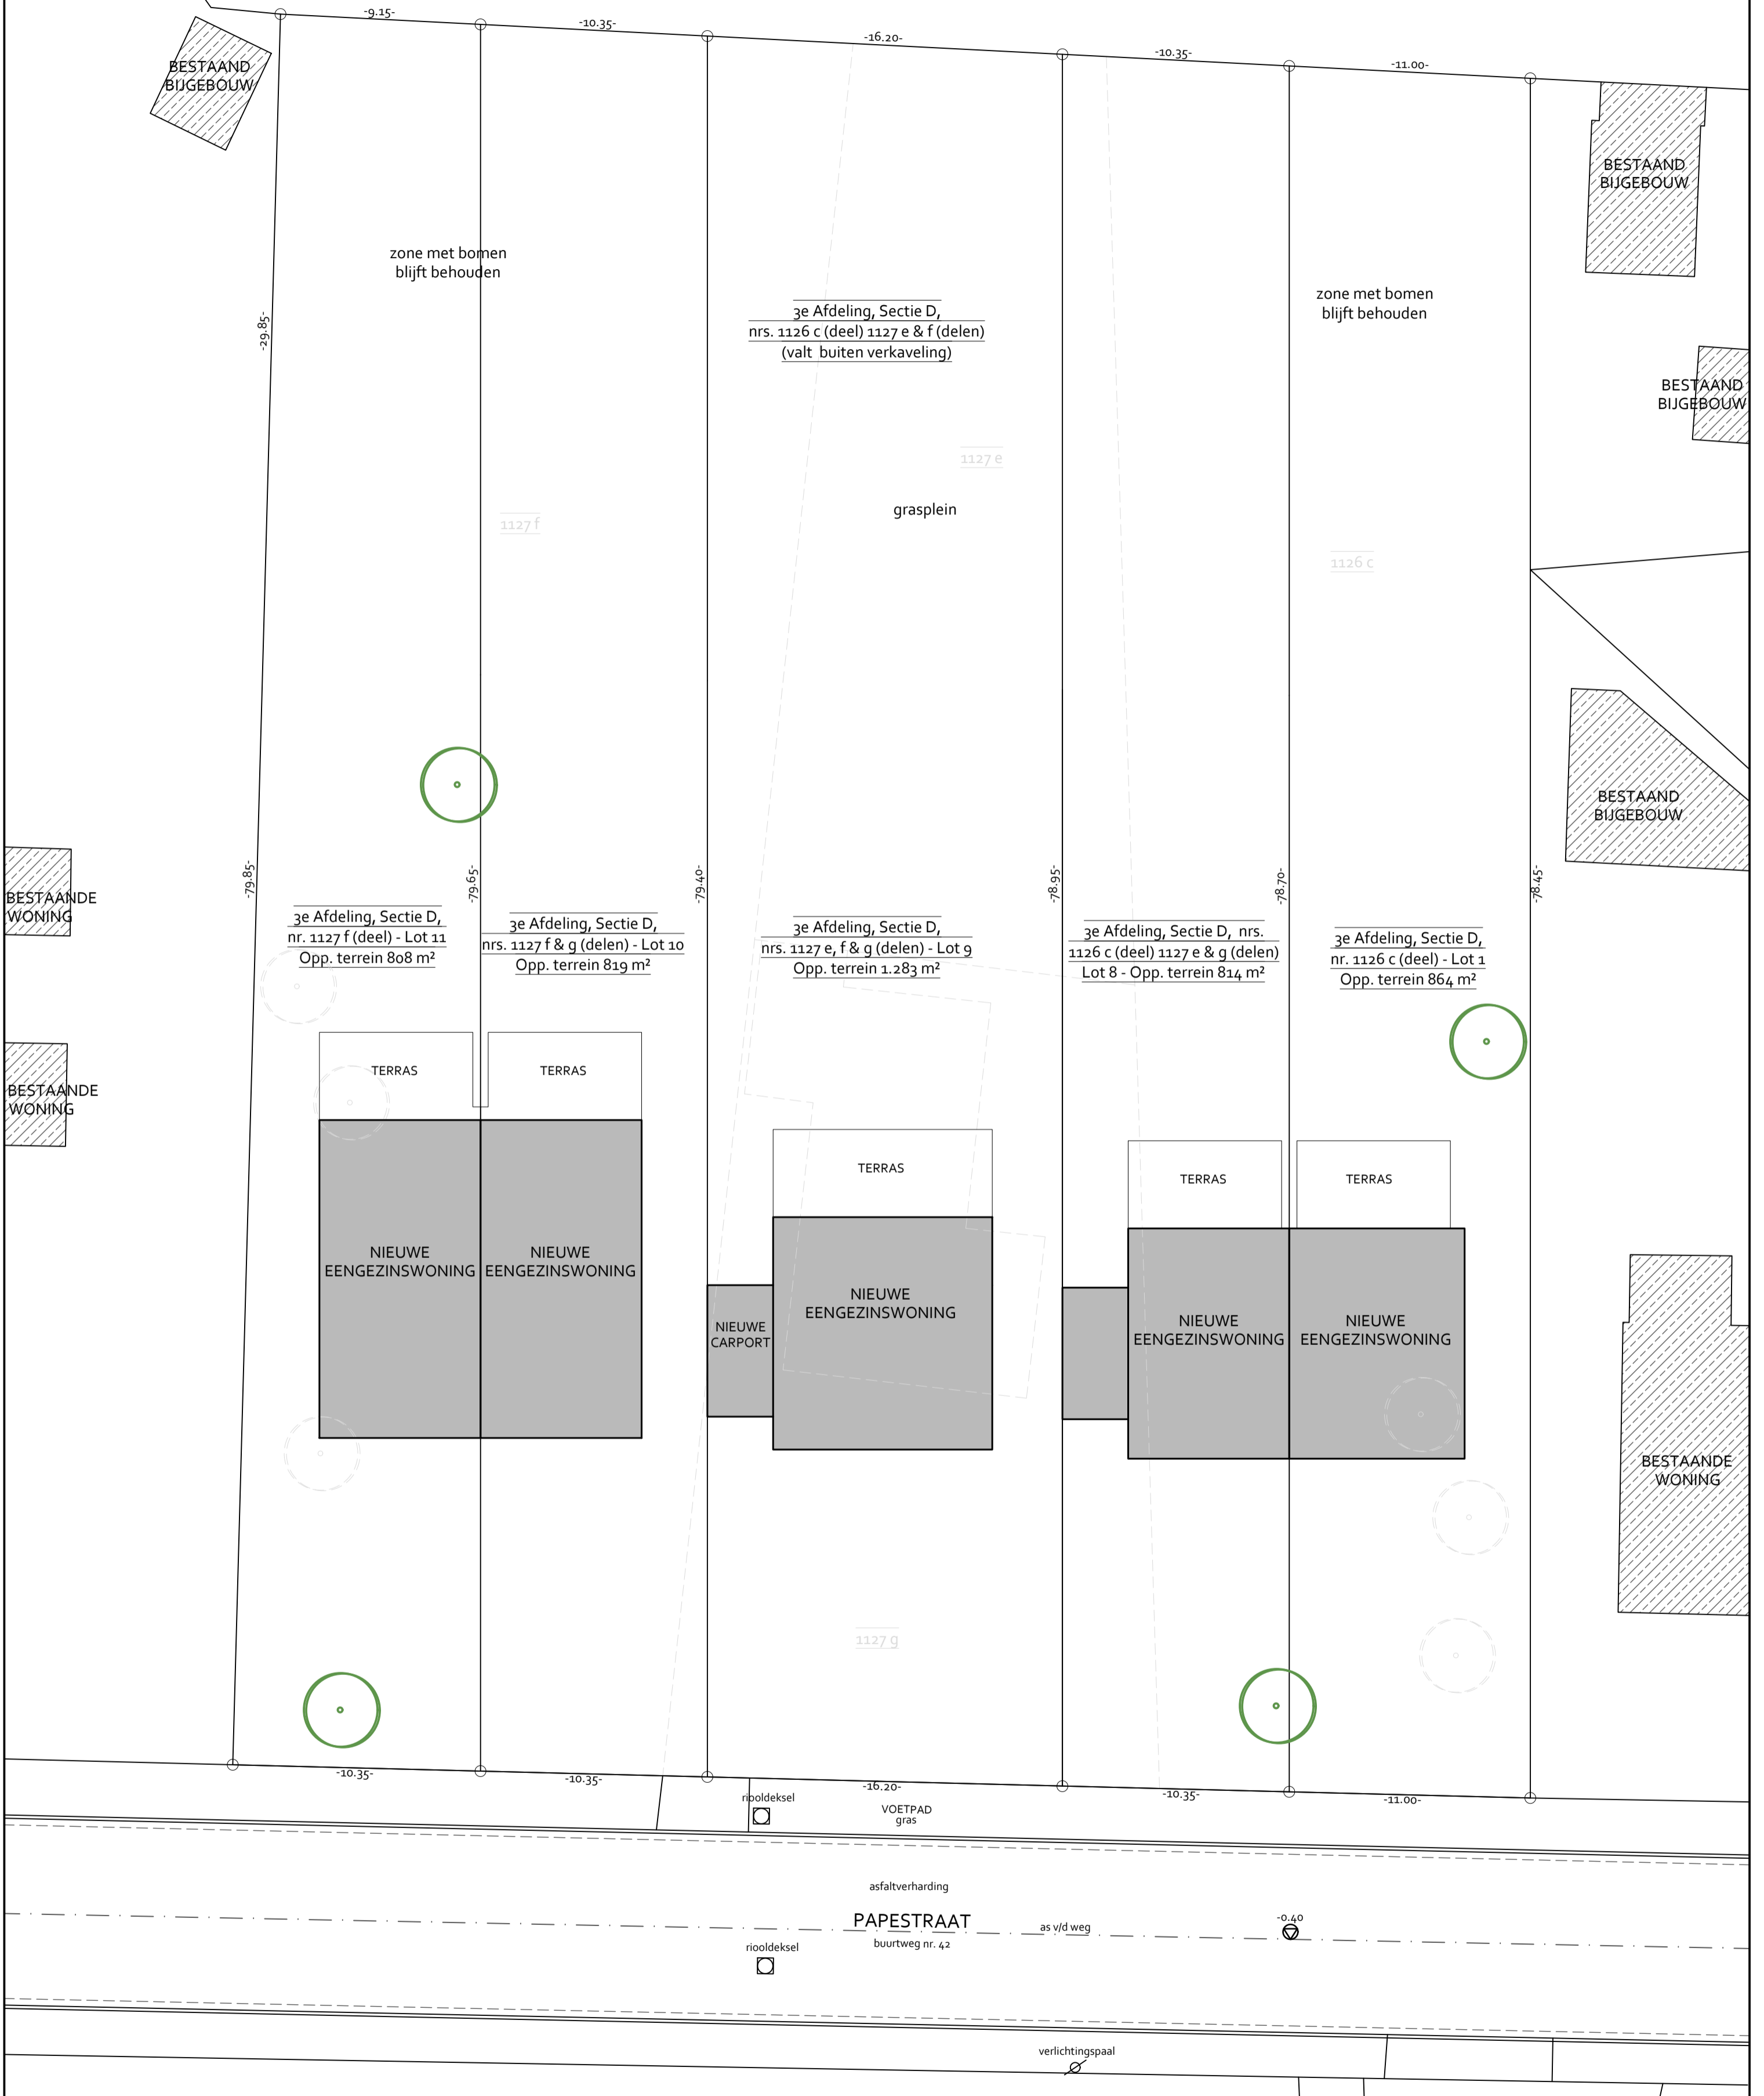 -9.15-
-10.35-
-16.20-
-10.35-
-11.00-
BESTAAND
BIJGEBOUW
BESTAAND
BIJGEBOUW
zone met bomen
blijft behouden
zone met bomen
blijft behouden
-29.85-
3e Afdeling, Sectie D,
nrs. 1126 c (deel) 1127 e & f (delen)
(valt buiten verkaveling)
BESTAAND
BIJGEBOUW
1127 e
grasplein
1127 f
1126 c
BESTAAND
BIJGEBOUW
-79.85-
-79.65-
-79.40-
-78.95-
-78.70-
-78.45-
BESTAANDE
WONING
3e Afdeling, Sectie D,
nr. 1127 f (deel) - Lot 11
Opp. terrein 808 m²
3e Afdeling, Sectie D,
nrs. 1127 f & g (delen) - Lot 10
Opp. terrein 819 m²
3e Afdeling, Sectie D,
nrs. 1127 e, f & g (delen) - Lot 9
Opp. terrein 1.283 m²
3e Afdeling, Sectie D, nrs.
1126 c (deel) 1127 e & g (delen)
Lot 8 - Opp. terrein 814 m²
3e Afdeling, Sectie D,
nr. 1126 c (deel) - Lot 1
Opp. terrein 864 m²
BESTAANDE
WONING
TERRAS
TERRAS
TERRAS
TERRAS
TERRAS
NIEUWE
EENGEZINSWONING
NIEUWE
EENGEZINSWONING
NIEUWE
CARPORT
NIEUWE
EENGEZINSWONING
NIEUWE
EENGEZINSWONING
NIEUWE
EENGEZINSWONING
BESTAANDE
WONING
1127 g
-10.35-
-10.35-
-16.20-
-10.35-
-11.00-
riooldeksel
VOETPAD
gras
asfaltverharding
PAPESTRAAT
as v/d weg
-0.40
buurtweg nr. 42
riooldeksel
verlichtingspaal